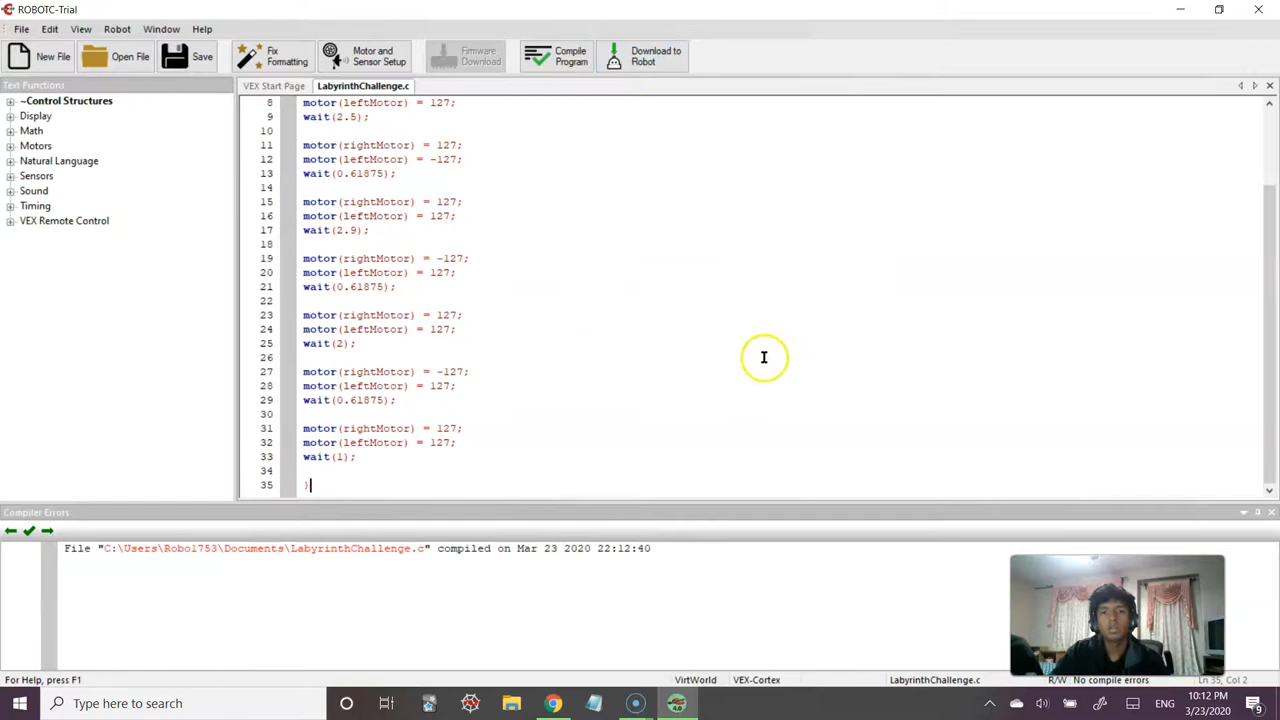 ROBOTC-Trial
File Edit View Robot Window Help
New File Open File Save Fix Formatting Motor and Sensor Setup Firmware Download Compile Program Download to Robot
Text Functions
VEX Start Page LabyrinthChallenge.c
~Control Structures
Display
Math
Motors
Natural Language
Sensors
Sound
Timing
VEX Remote Control
8 motor(leftMotor) = 127;
9 wait(2.5);
10
11 motor(rightMotor) = 127;
12 motor(leftMotor) = -127;
13 wait(0.61875);
14
15 motor(rightMotor) = 127;
16 motor(leftMotor) = 127;
17 wait(2.9);
18
19 motor(rightMotor) = -127;
20 motor(leftMotor) = 127;
21 wait(0.61875);
22
23 motor(rightMotor) = 127;
24 motor(leftMotor) = 127;
25 wait(2);
26
27 motor(rightMotor) = -127;
28 motor(leftMotor) = 127;
29 wait(0.61875);
30
31 motor(rightMotor) = 127;
32 motor(leftMotor) = 127;
33 wait(1);
34
35 }
Compiler Errors
File "C:\Users\Robo1753\Documents\LabyrinthChallenge.c" compiled on Mar 23 2020 22:12:40
For Help, press F1 VirtWorld VEX-Cortex LabyrinthChallenge.c R/W No compile errors Ln 35, Col 2
Type here to search ENG 10:12 PM
3/23/2020 9
4.0